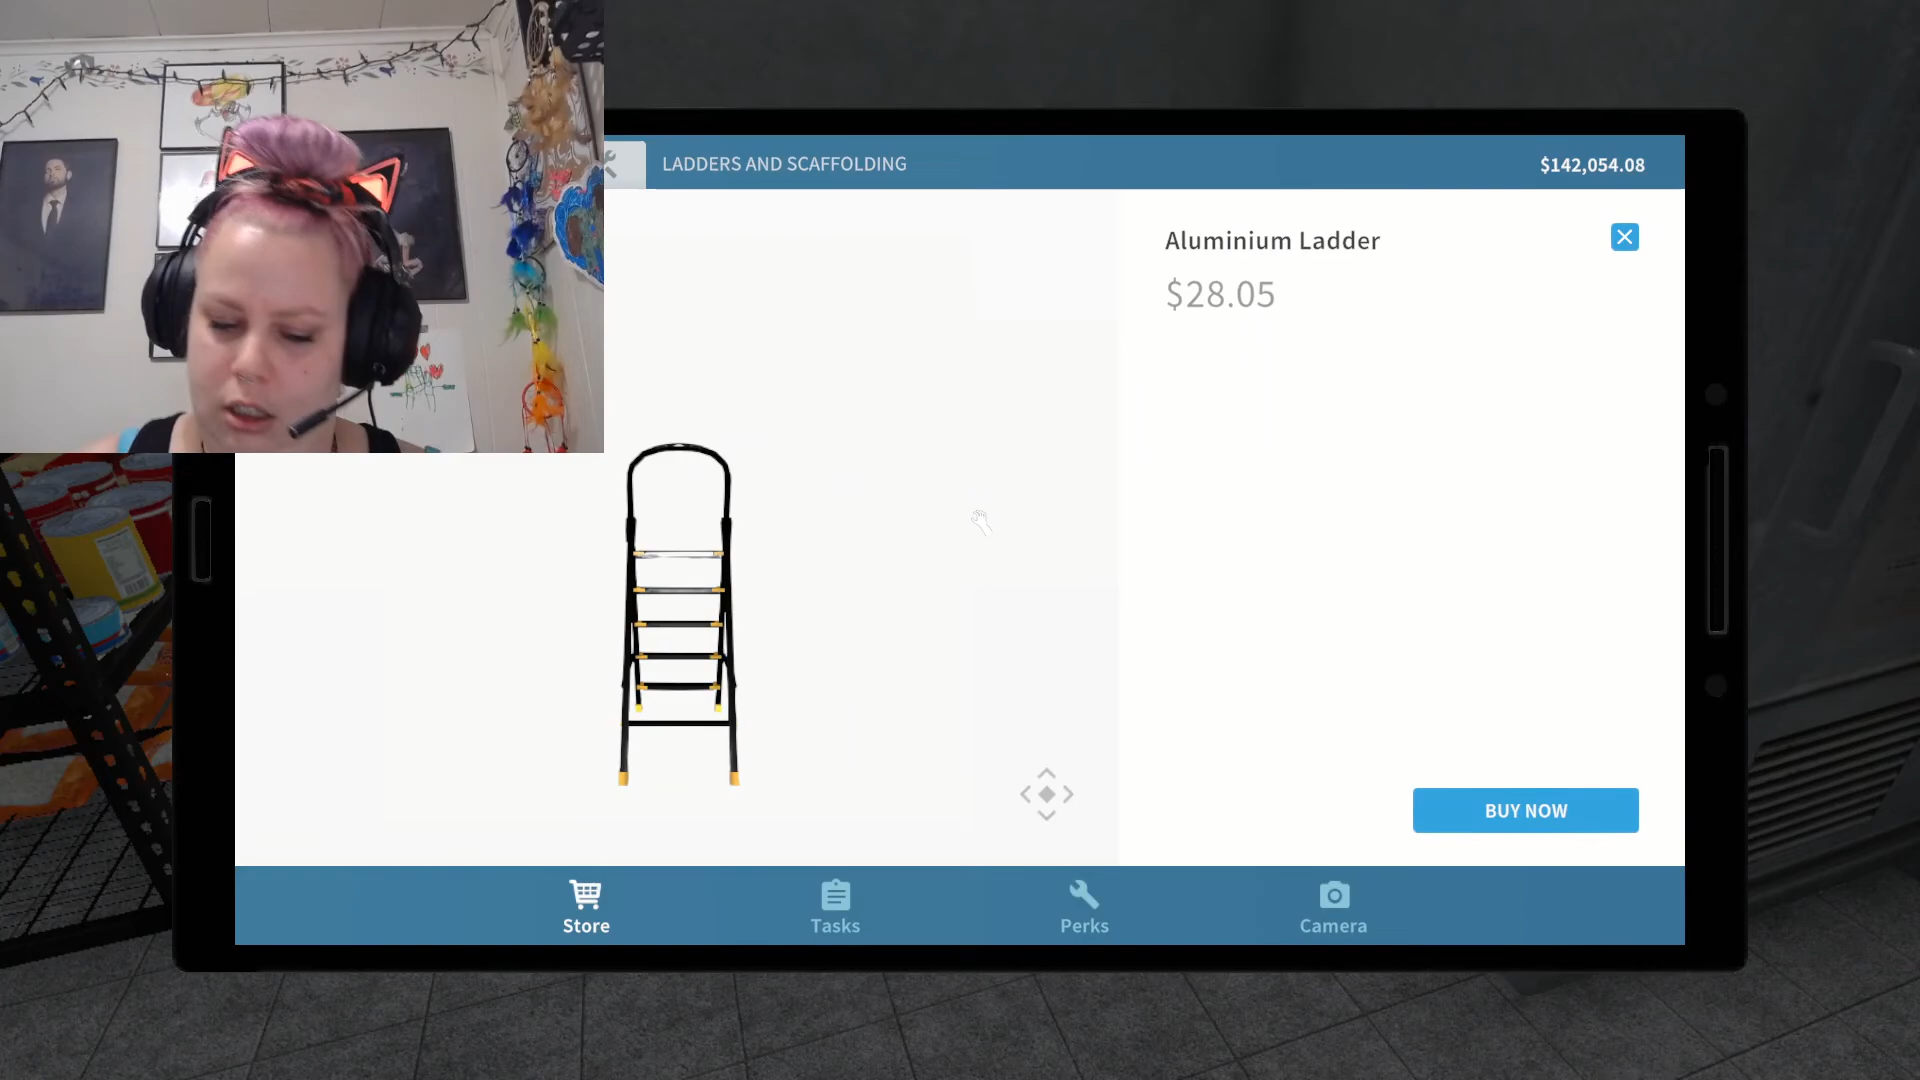 LADDERS AND SCAFFOLDING
$142,054.08
Aluminium Ladder
$28.05
BUY NOW
Store
Tasks
Perks
Camera